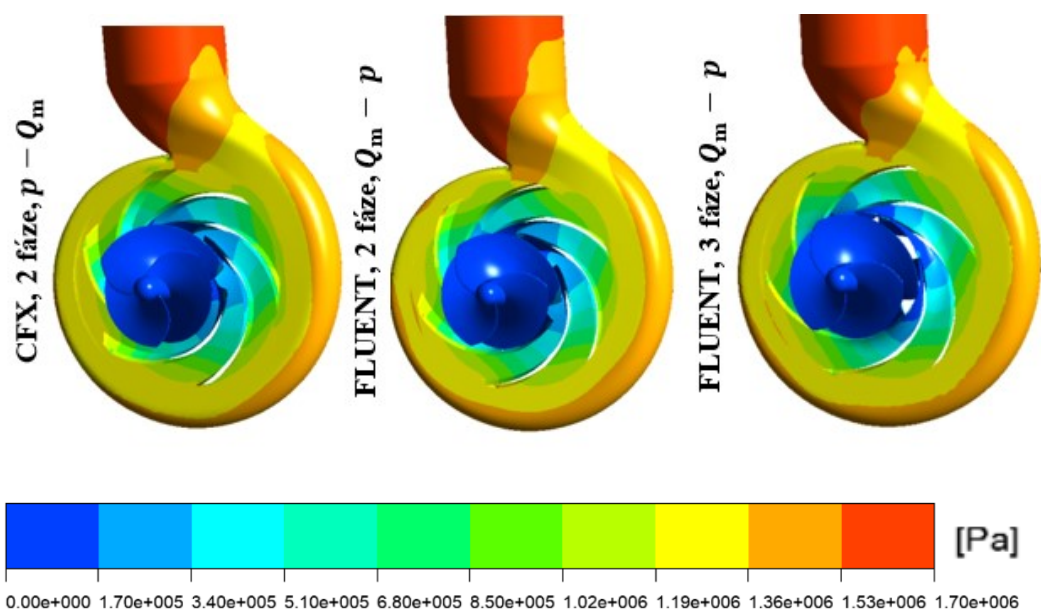 CFX, 2 fáze, p − Qm
FLUENT, 2 fáze, Qm − p
FLUENT, 3 fáze, Qm − p
[Pa]
0.00e+000 1.70e+005 3.40e+005 5.10e+005 6.80e+005 8.50e+005 1.02e+006 1.19e+006 1.36e+006 1.53e+006 1.70e+006